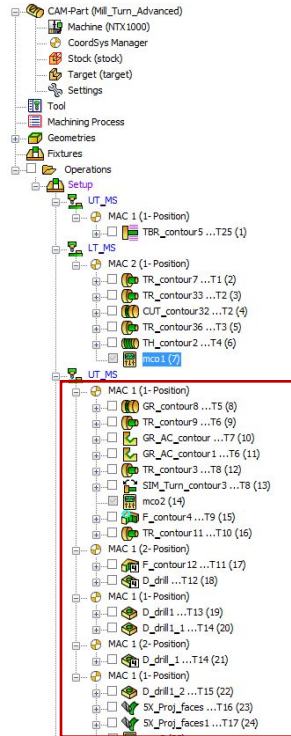 CAM-Part (Mill_Turn_Advanced)
Machine (NTX1000)
CoordSys Manager
Stock (stock)
Target (target)
Settings
Tool
Machining Process
Geometries
Fixtures
Operations
Setup
UT_MS
MAC 1 (1- Position)
TBR_contour5 ...T25 (1)
LT_MS
MAC 2 (1- Position)
TR_contour7 ...T1 (2)
TR_contour33 ...T2 (3)
CUT_contour32 ...T2 (4)
TR_contour36 ...T3 (5)
TH_contour2 ...T4 (6)
mco1 (7)
UT_MS
MAC 1 (1- Position)
GR_contour8 ...T5 (8)
TR_contour9 ...T6 (9)
GR_AC_contour ...T7 (10)
GR_AC_contour1 ...T6 (11)
TR_contour3 ...T8 (12)
SIM_Turn_contour3 ...T8 (13)
mco2 (14)
F_contour4 ...T9 (15)
TR_contour11 ...T10 (16)
MAC 1 (2- Position)
F_contour12 ...T11 (17)
D_drill ...T12 (18)
MAC 1 (1- Position)
D_drill1 ...T13 (19)
D_drill1_1 ...T14 (20)
MAC 1 (2- Position)
D_drill_1 ...T14 (21)
MAC 1 (1- Position)
D_drill1_2 ...T15 (22)
5X_Proj_faces ...T16 (23)
5X_Proj_faces1 ...T17 (24)